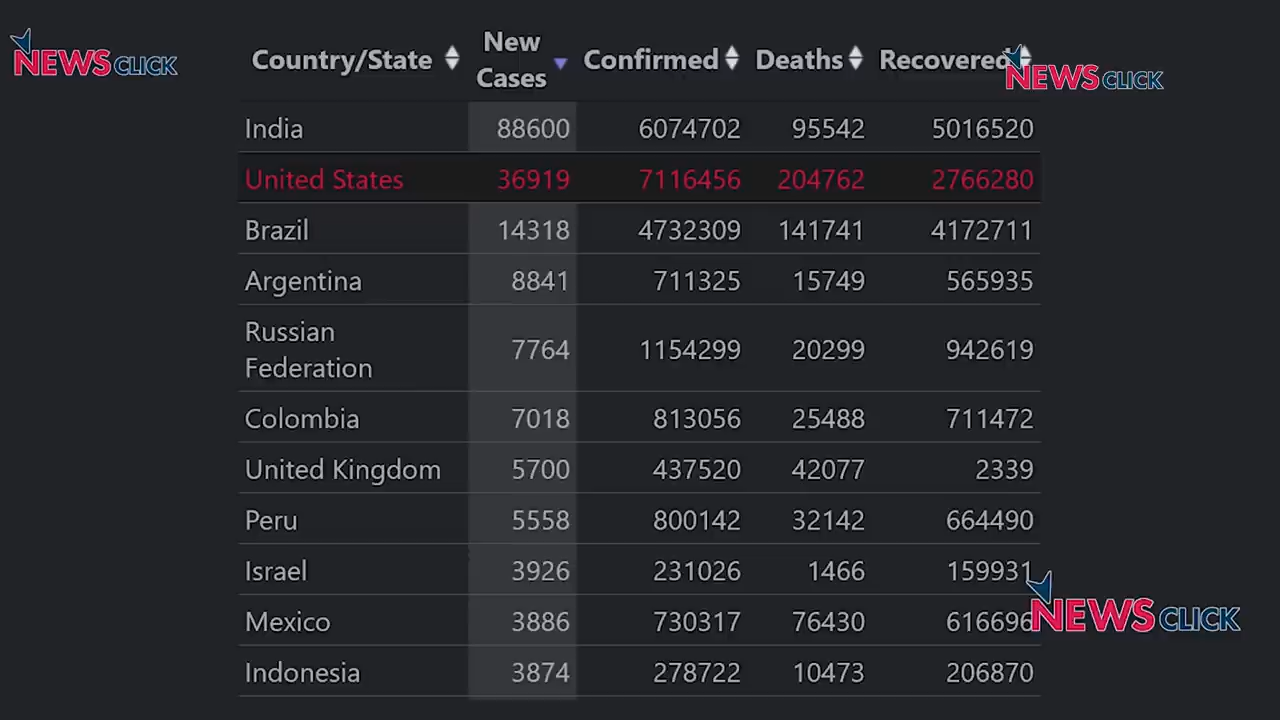 NEWSCLICK
Country/State New Cases Confirmed Deaths Recovered
NEWSCLICK
India 88600 6074702 95542 5016520
United States 36919 7116456 204762 2766280
Brazil 14318 4732309 141741 4172711
Argentina 8841 711325 15749 565935
Russian Federation 7764 1154299 20299 942619
Colombia 7018 813056 25488 711472
United Kingdom 5700 437520 42077 2339
Peru 5558 800142 32142 664490
Israel 3926 231026 1466 159931
Mexico 3886 730317 76430 616696
NEWSCLICK
Indonesia 3874 278722 10473 206870